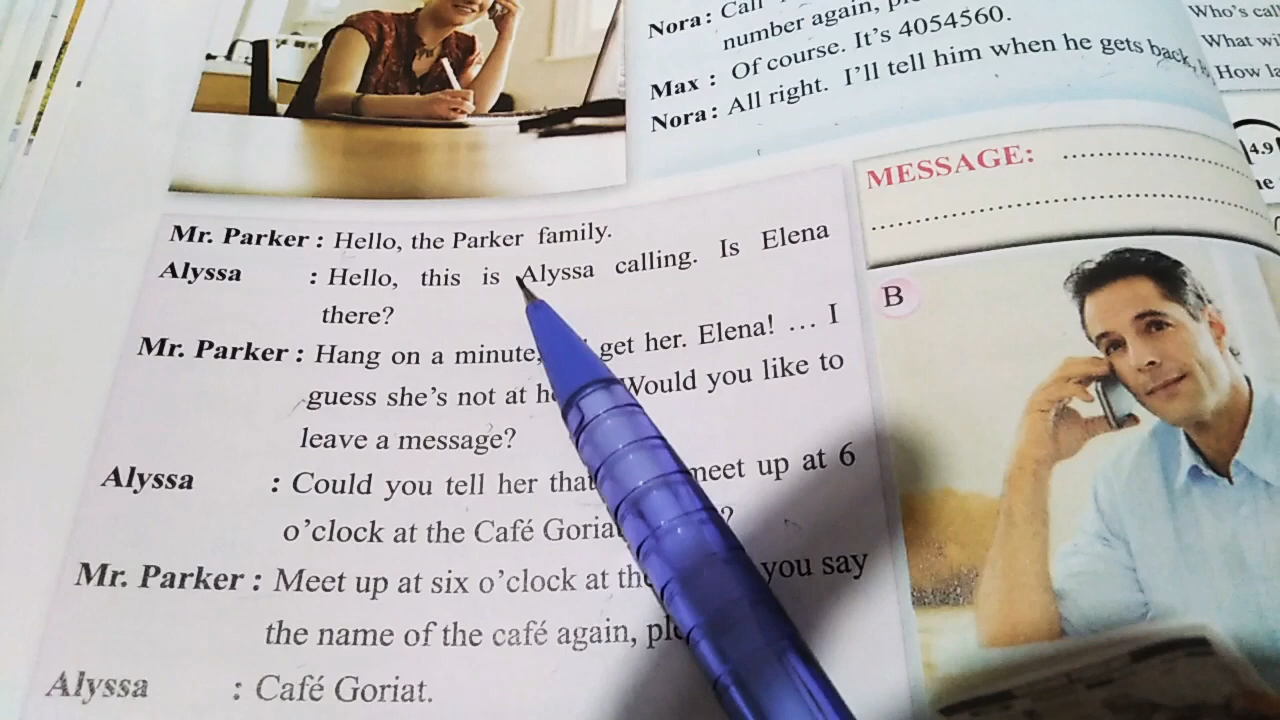 Nora: Call
number again,
Max : Of course. It's 4054560.
Nora: All right. I'll tell him when he gets back,
Who's
What
How
4.9
MESSAGE: ........................
........................
Mr. Parker : Hello, the Parker family.
Alyssa : Hello, this is Alyssa calling. Is Elena
there?
Mr. Parker : Hang on a minute, get her. Elena! ... I
guess she's not at Would you like to
leave a message?
Alyssa : Could you tell her that meet up at 6
o'clock at the Café Goriat ?
Mr. Parker : Meet up at six o'clock at the you say
the name of the café again,
Alyssa : Café Goriat.
B